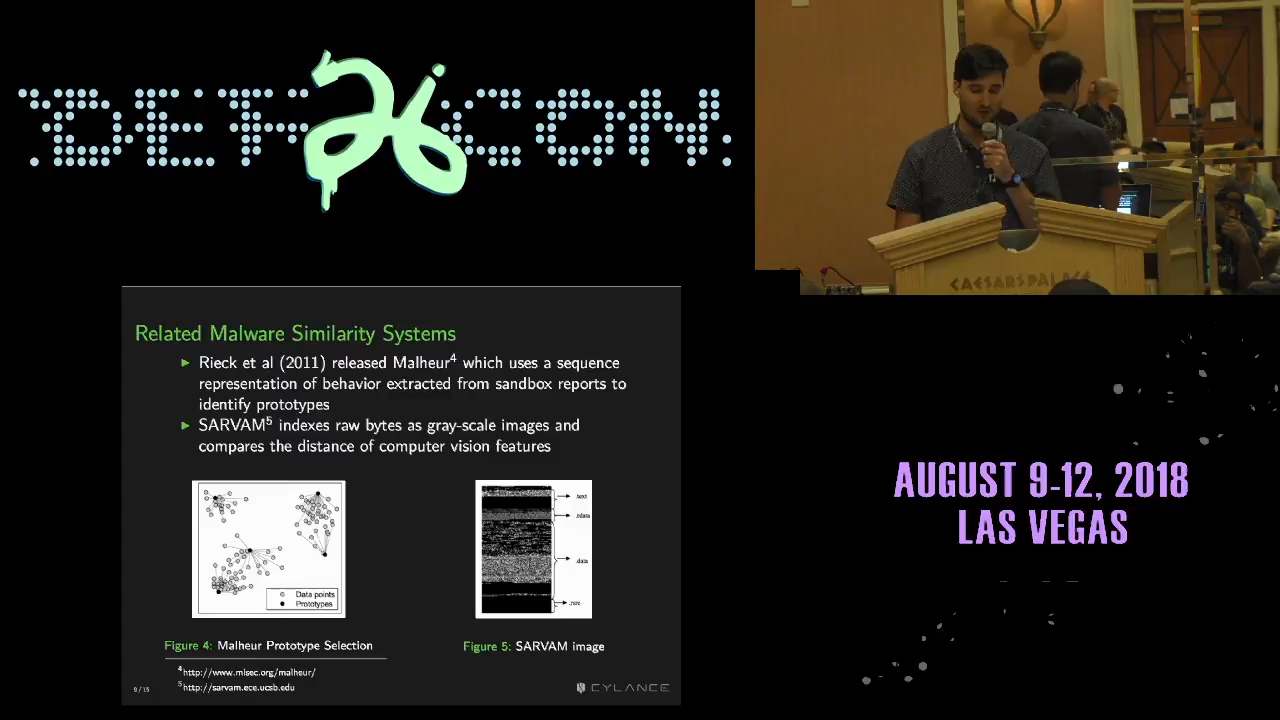 DEF CON
26
CAESARS PALACE
Related Malware Similarity Systems
▶ Rieck et al (2011) released Malheur4 which uses a sequence
representation of behavior extracted from sandbox reports to
identify prototypes
▶ SARVAM5 indexes raw bytes as gray-scale images and
compares the distance of computer vision features
Data points
Prototypes
.text
.rdata
.data
.rsrc
Figure 4: Malheur Prototype Selection
Figure 5: SARVAM image
4http://www.mlsec.org/malheur/
5http://sarvam.ece.ucsb.edu
9 / 15
CYLANCE
AUGUST 9-12, 2018
LAS VEGAS